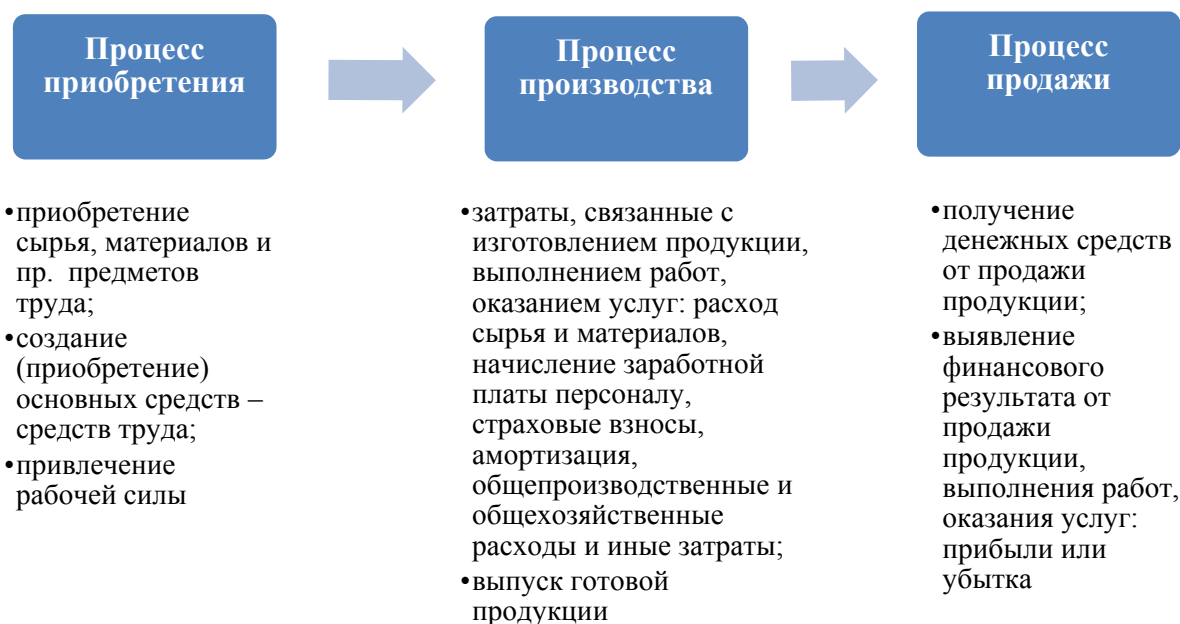 Процесс
приобретения
Процесс
производства
Процесс
продажи
•приобретение
сырья, материалов и
пр. предметов
труда;
•создание
(приобретение)
основных средств –
средств труда;
•привлечение
рабочей силы
•затраты, связанные с
изготовлением продукции,
выполнением работ,
оказанием услуг: расход
сырья и материалов,
начисление заработной
платы персоналу,
страховые взносы,
амортизация,
общепроизводственные и
общехозяйственные
расходы и иные затраты;
•выпуск готовой
продукции
•получение
денежных средств
от продажи
продукции;
•выявление
финансового
результата от
продажи
продукции,
выполнения работ,
оказания услуг:
прибыли или
убытка